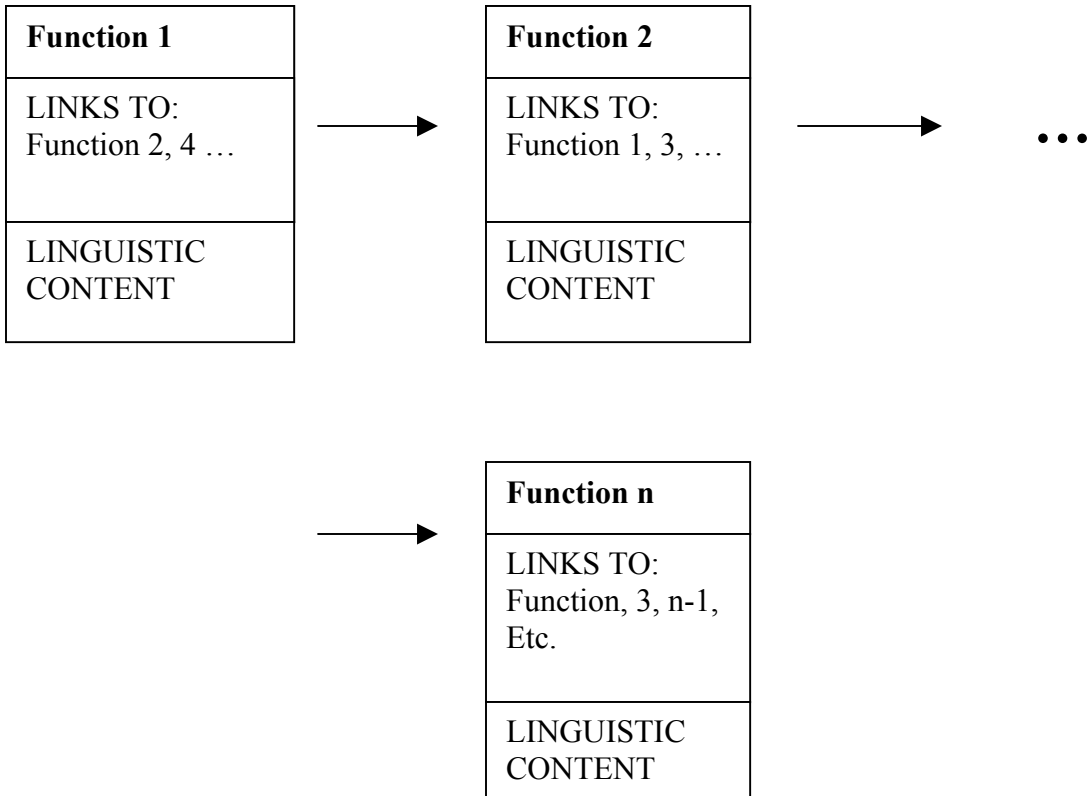 Function 1
LINKS TO:
Function 2, 4 …
LINGUISTIC
CONTENT
Function 2
LINKS TO:
Function 1, 3, …
LINGUISTIC
CONTENT
…
Function n
LINKS TO:
Function, 3, n-1,
Etc.
LINGUISTIC
CONTENT